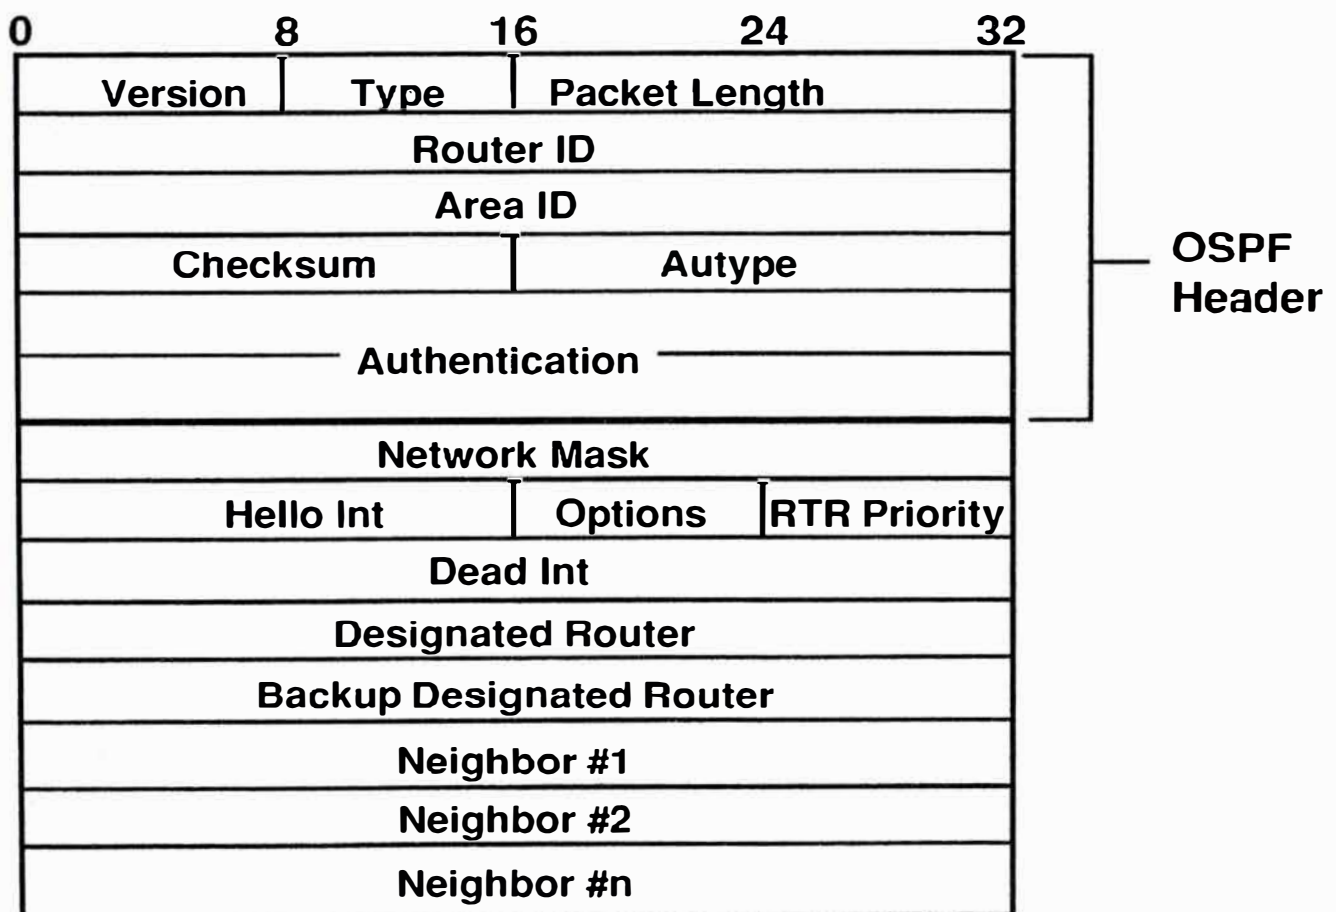 0 8 16 24 32
Version Type Packet Length
Router ID
Area ID
Checksum Autype
OSPF
Header
Authentication
Network Mask
Hello Int Options RTR Priority
Dead Int
Designated Router
Backup Designated Router
Neighbor #1
Neighbor #2
Neighbor #n